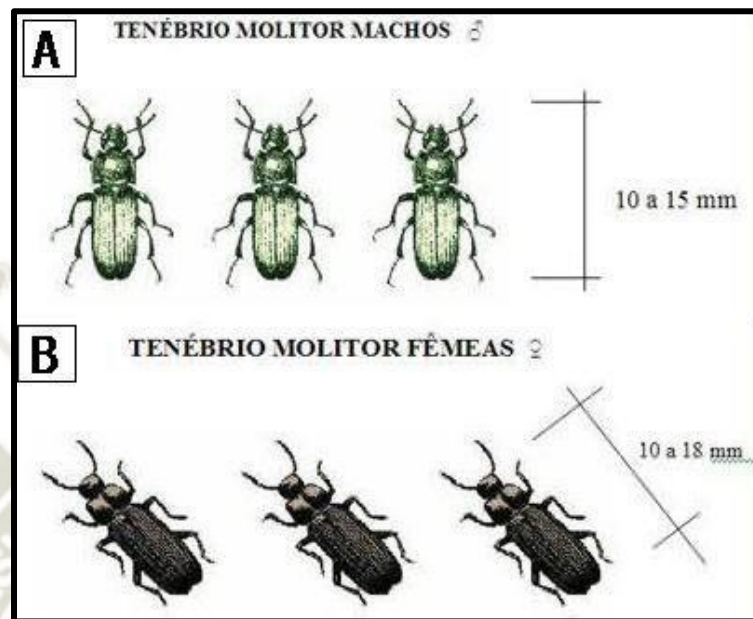 A
TENÉBRIO MOLITOR MACHOS ♂
10 a 15 mm
B
TENÉBRIO MOLITOR FÊMEAS ♀
10 a 18 mm